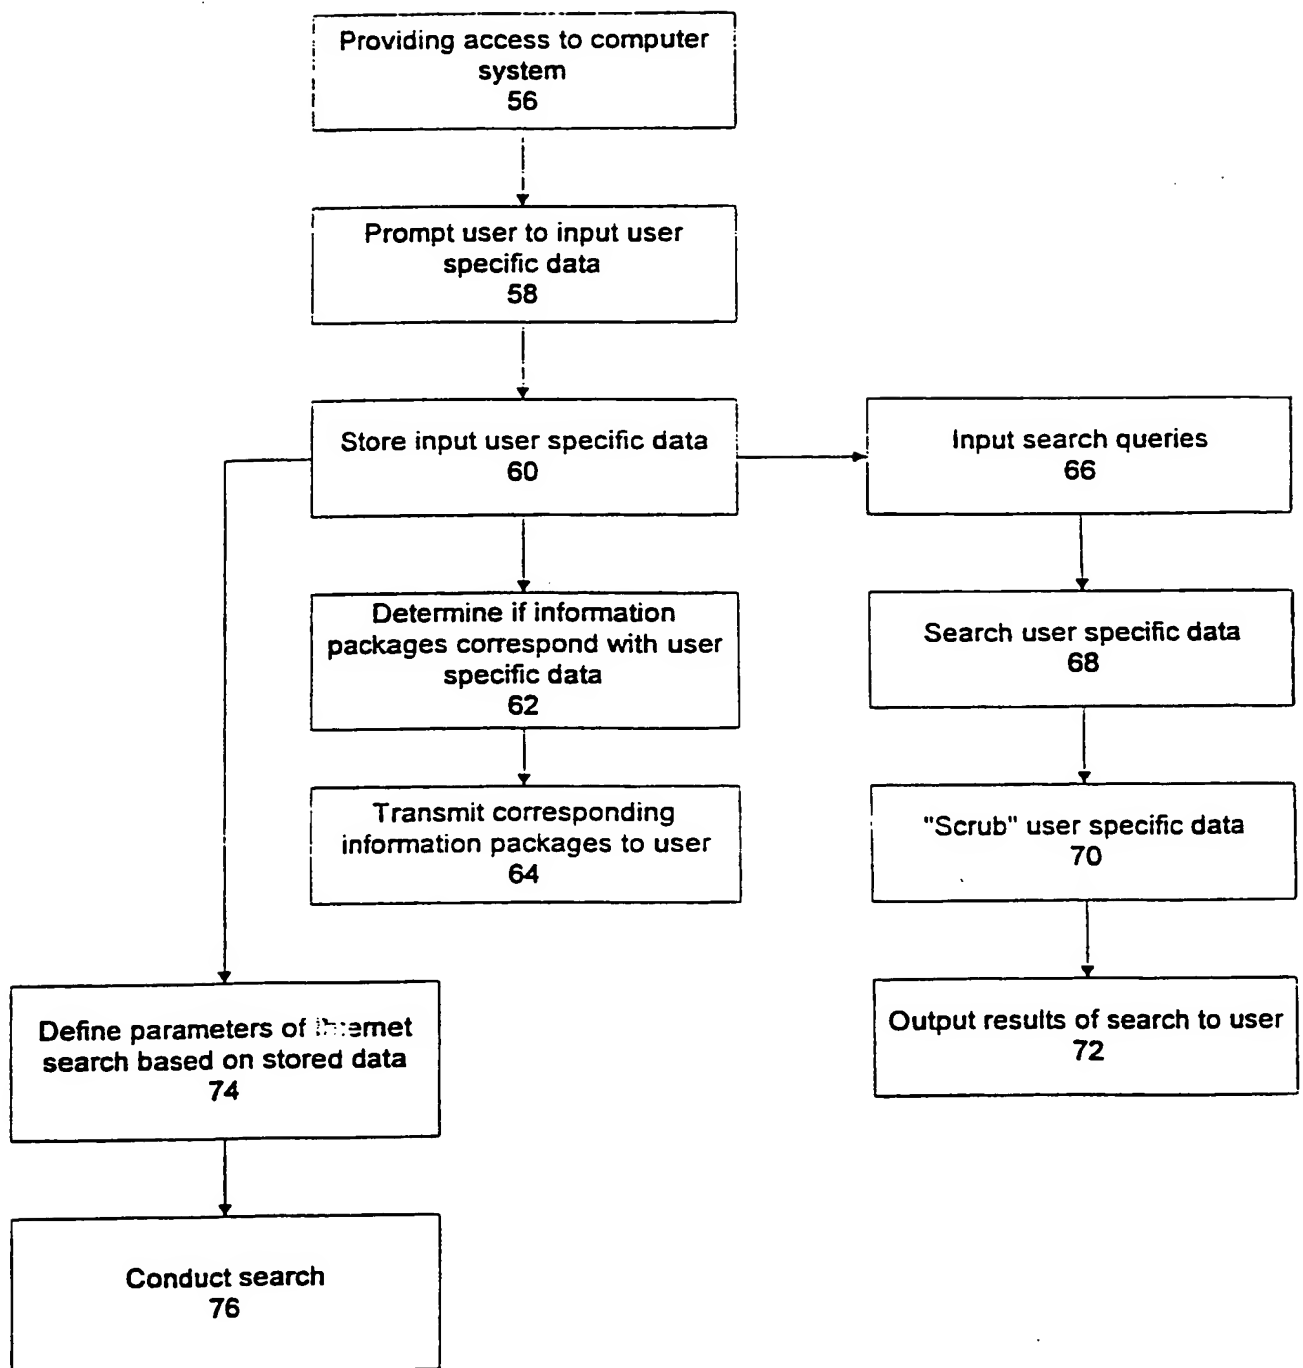 Providing access to computer
system
56
Prompt user to input user
specific data
58
Store input user specific data
60
Input search queries
66
Determine if information
packages correspond with user
specific data
62
Search user specific data
68
Transmit corresponding
information packages to user
64
"Scrub" user specific data
70
Define parameters of Internet
search based on stored data
74
Output results of search to user
72
Conduct search
76